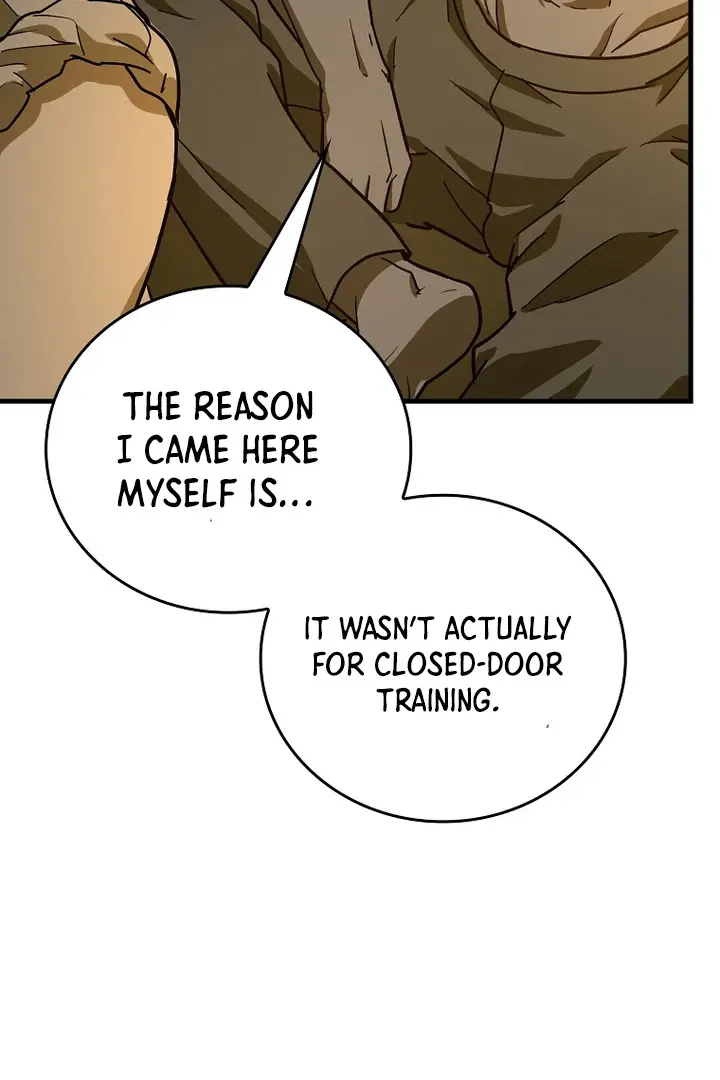 THE REASON
I CAME HERE
MYSELF IS...
IT WASN'T ACTUALLY
FOR CLOSED-DOOR
TRAINING.